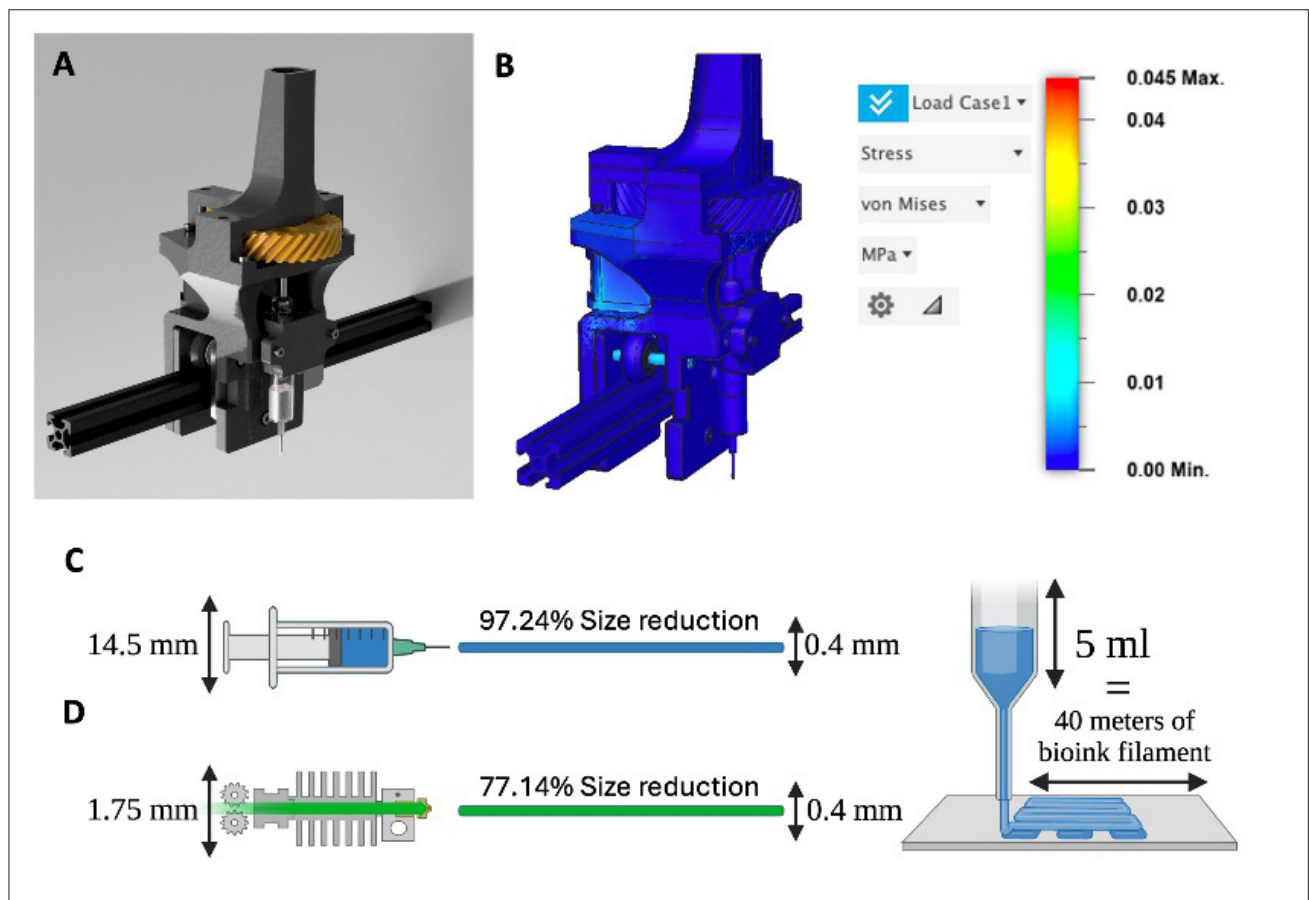 A
B
Load Case1
Stress
von Mises
MPa
0.045 Max.
0.04
0.03
0.02
0.01
0.00 Min.
C
14.5 mm
97.24% Size reduction
0.4 mm
D
1.75 mm
77.14% Size reduction
0.4 mm
5 ml
=
40 meters of
bioink filament